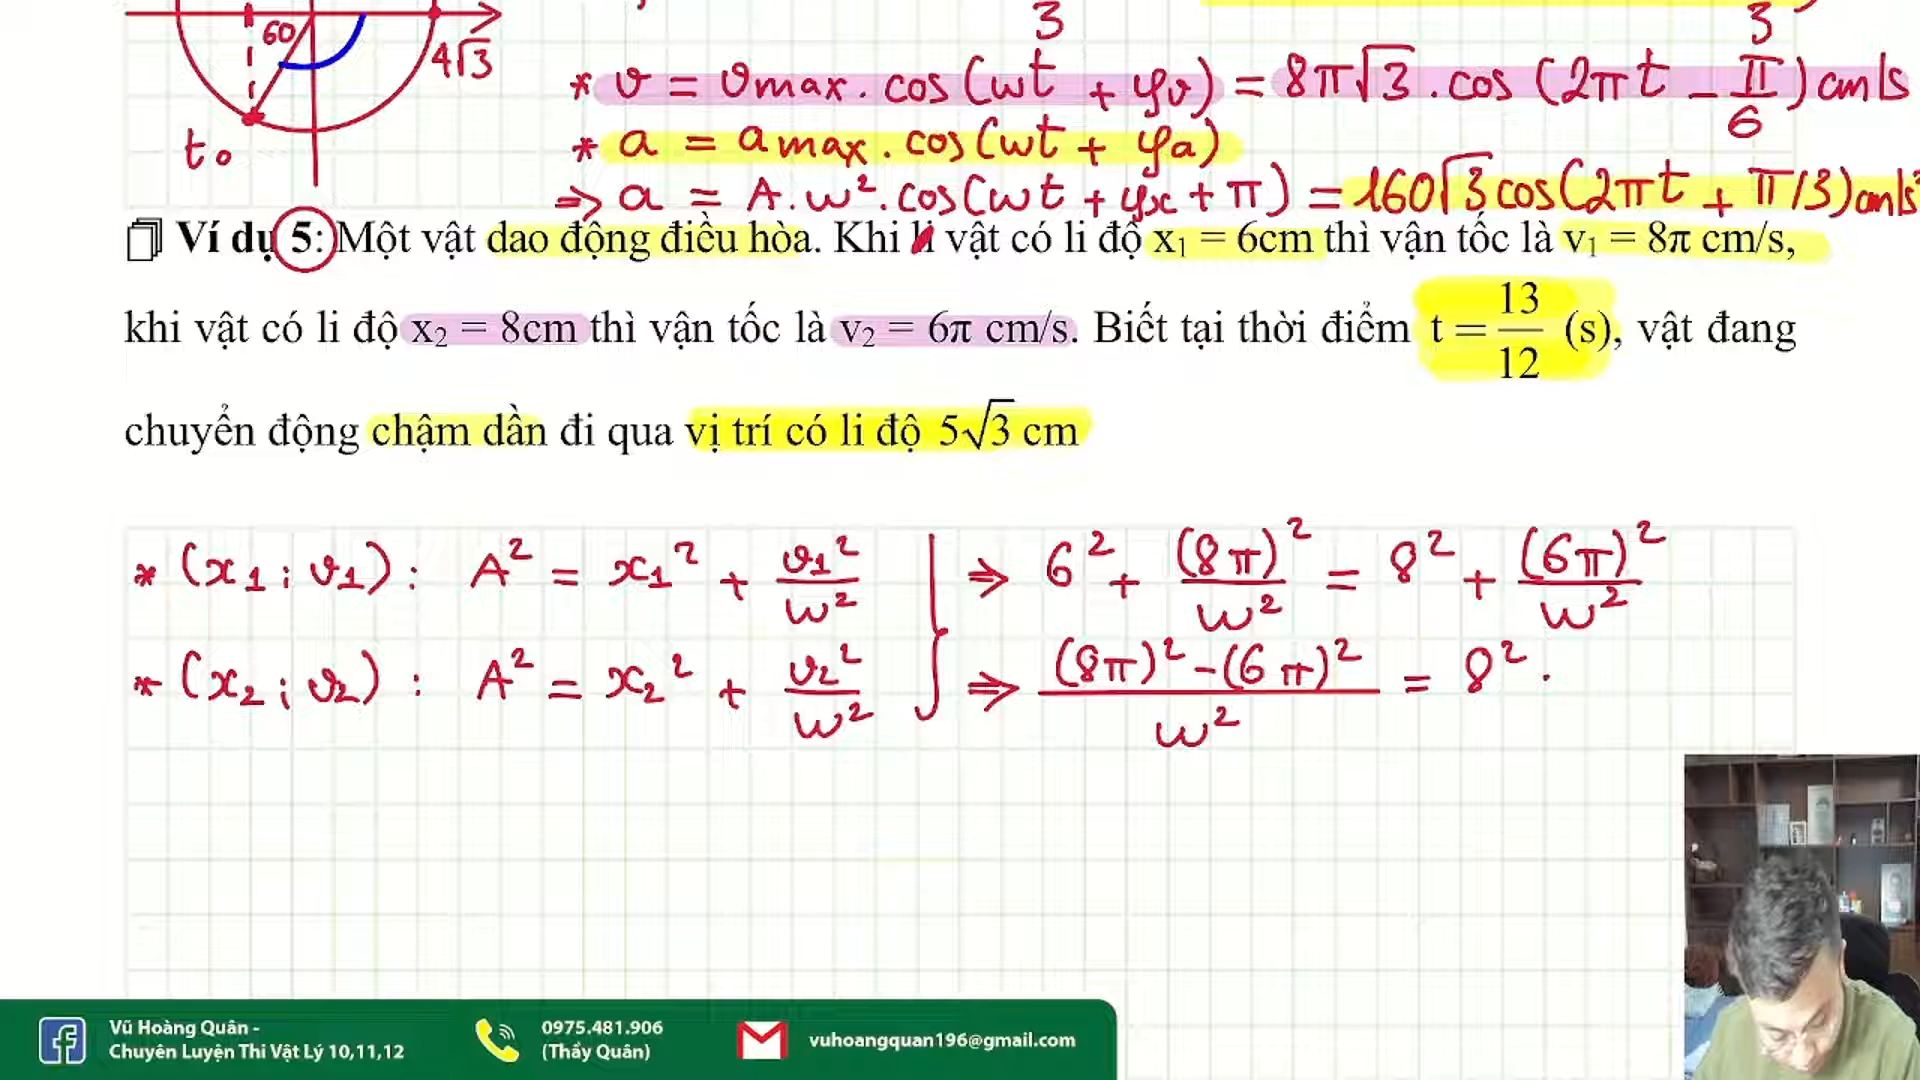 3
3
60
4√3
* v = vmax . cos(ωt + φv) = 8π√3 . cos (2πt - π/6) cm/s
t₀
* a = amax . cos(ωt + φa)
⇒ a = A.ω².cos(ωt + φx + π) = 160√3 cos(2πt + π/3) cm/s²
Ví dụ 5: Một vật dao động điều hòa. Khi vật có li độ x₁ = 6cm thì vận tốc là v₁ = 8π cm/s,
khi vật có li độ x₂ = 8cm thì vận tốc là v₂ = 6π cm/s. Biết tại thời điểm t = 13/12 (s), vật đang
chuyển động chậm dần đi qua vị trí có li độ 5√3 cm
* (x₁ ; v₁) : A² = x₁² + v₁²/ω² ⇒ 6² + (8π)²/ω² = 8² + (6π)²/ω²
* (x₂ ; v₂) : A² = x₂² + v₂²/ω² ⇒ ((8π)² - (6π)²)/ω² = 8² .
Vũ Hoàng Quân -
Chuyên Luyện Thi Vật Lý 10,11,12
0975.481.906
(Thầy Quân)
vuhoangquan196@gmail.com